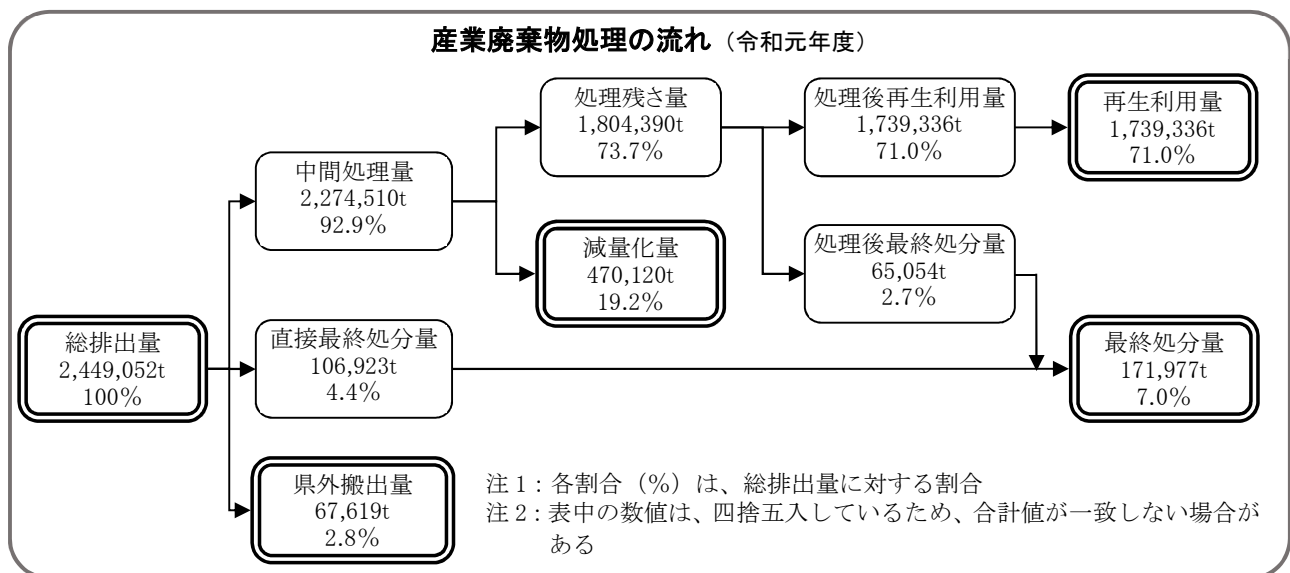 産業廃棄物処理の流れ（令和元年度）
処理残さ量
1,804,390t
73.7%
処理後再生利用量
1,739,336t
71.0%
再生利用量
1,739,336t
71.0%
中間処理量
2,274,510t
92.9%
減量化量
470,120t
19.2%
処理後最終処分量
65,054t
2.7%
総排出量
2,449,052t
100%
直接最終処分量
106,923t
4.4%
最終処分量
171,977t
7.0%
県外搬出量
67,619t
2.8%
注1：各割合（%）は、総排出量に対する割合
注2：表中の数値は、四捨五入しているため、合計値が一致しない場合が
ある